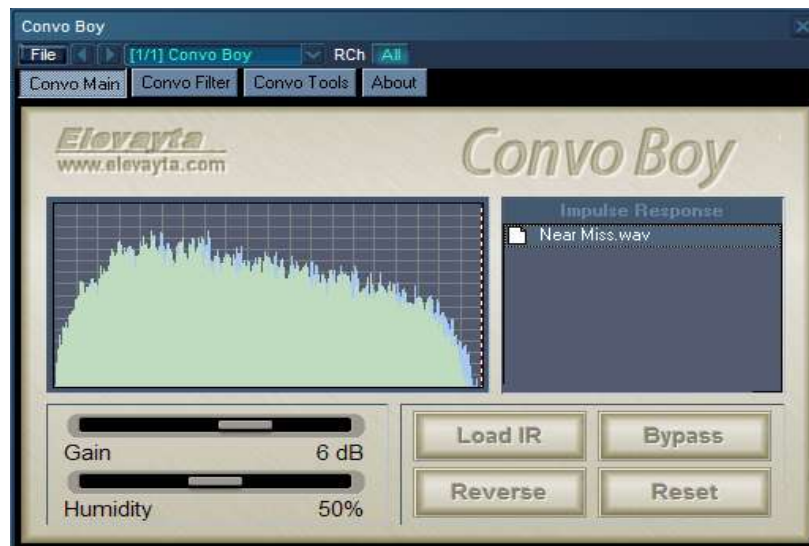 Convo Boy
File [1/1] Convo Boy RCh All
Convo Main Convo Filter Convo Tools About
Elevayta
www.elevayta.com
Convo Boy
Impulse Response
Near Miss.wav
Gain 6 dB
Humidity 50%
Load IR Bypass
Reverse Reset